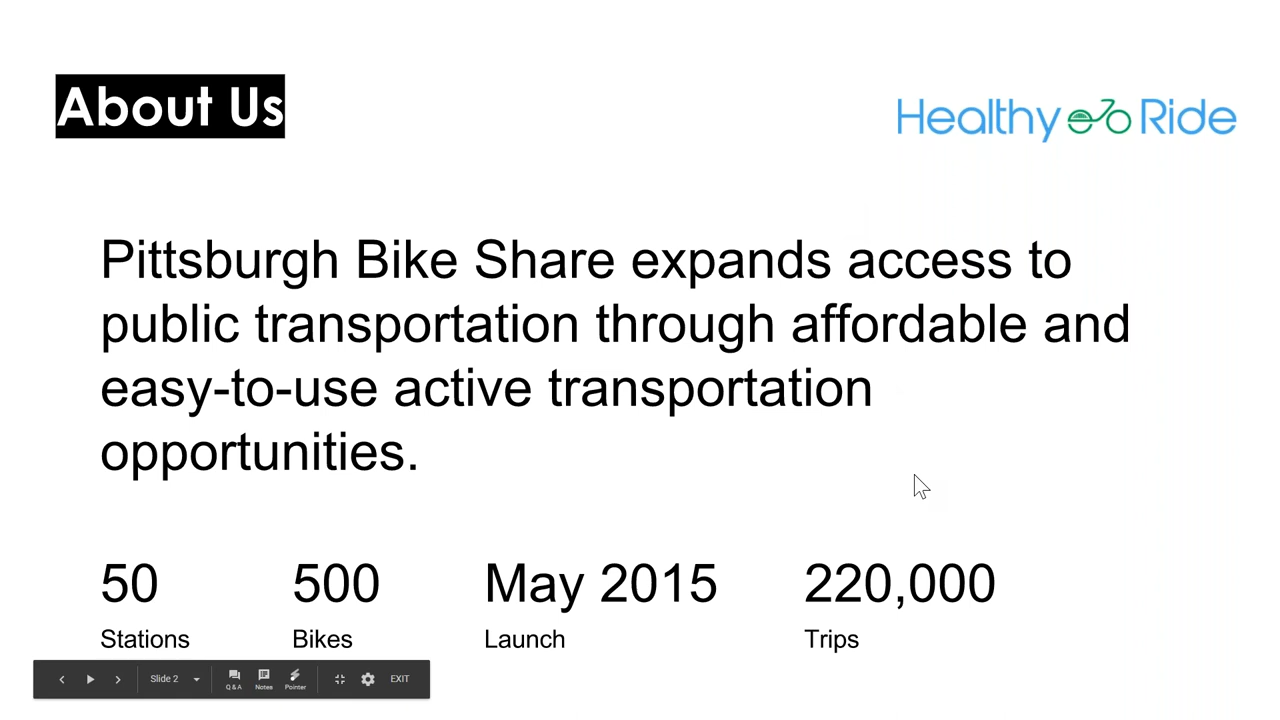 About Us
Healthy Ride
Pittsburgh Bike Share expands access to
public transportation through affordable and
easy-to-use active transportation
opportunities.
50 500 May 2015 220,000
Stations Bikes Launch Trips
Slide 2 Q & A Notes Pointer EXIT